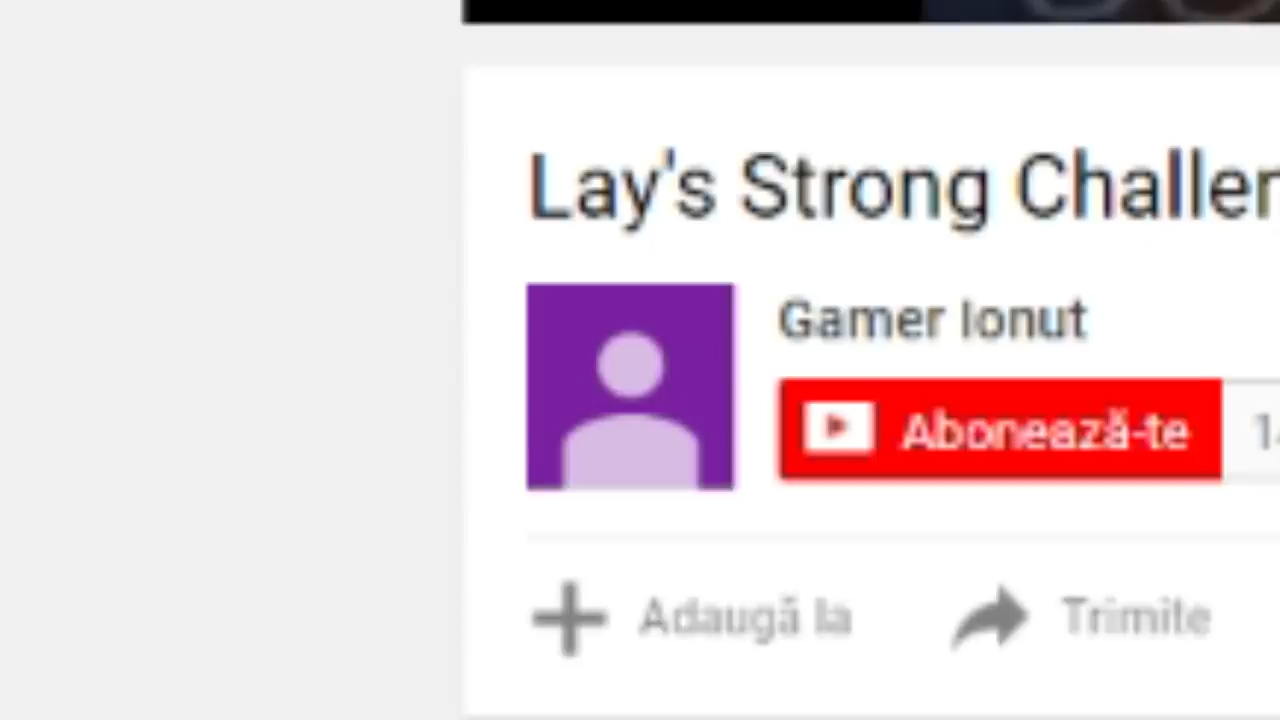 Lay's Strong Challen
Gamer Ionut
Abonează-te
Adaugă la
Trimite